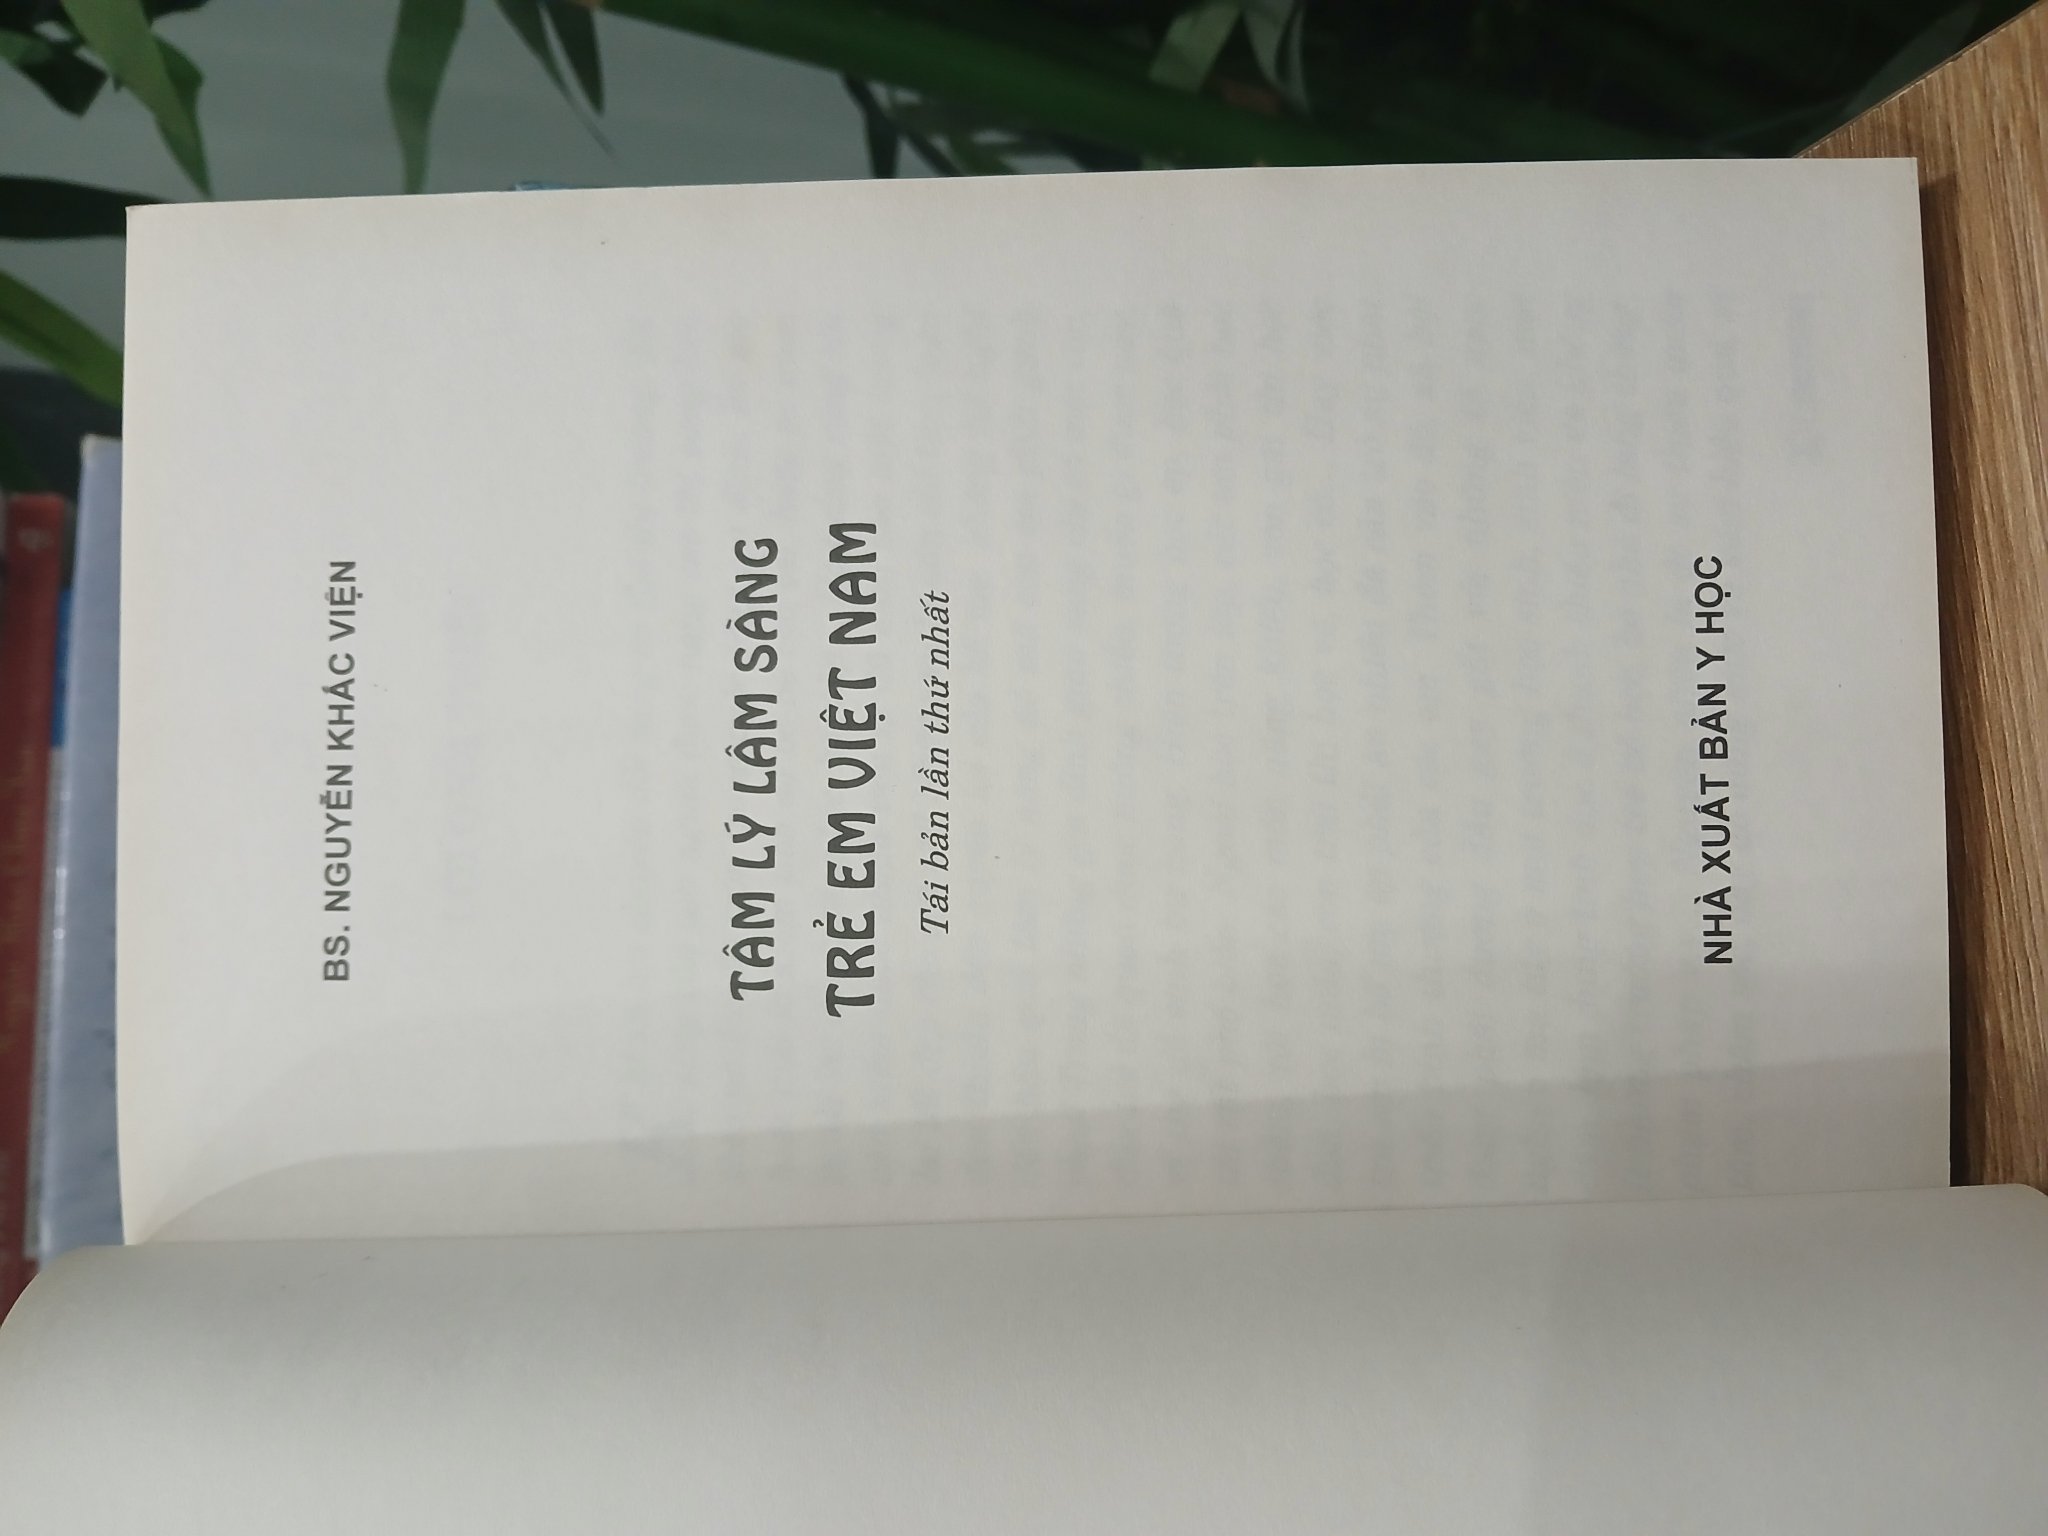 BS. NGUYỄN KHẮC VIỆN
TÂM LÝ LÂM SÀNG
TRẺ EM VIỆT NAM
Tái bản lần thứ nhất
NHÀ XUẤT BẢN Y HỌC